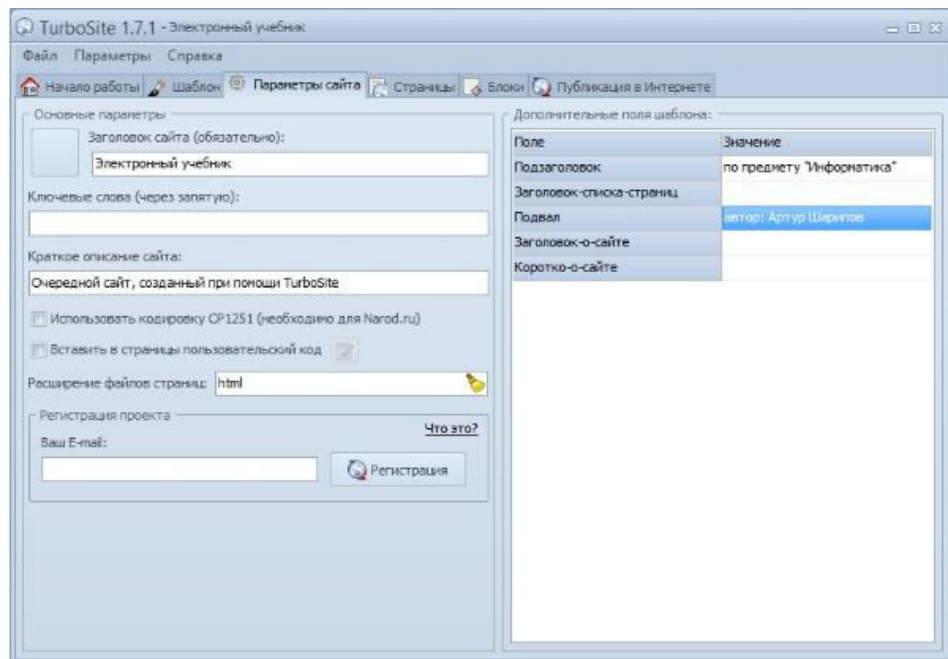 TurboSite 1.7.1 - Электронный учебник
Файл Параметры Справка
Начало работы Шаблон Параметры сайта Страницы Блоки Публикация в Интернете
Основные параметры
Заголовок сайта (обязательно):
Электронный учебник
Ключевые слова (через запятую):
Краткое описание сайта:
Очередной сайт, созданный при помощи TurboSite
Использовать кодировку CP1251 (необходимо для Narod.ru)
Вставить в страницы пользовательский код
Расширение файлов страниц: html
Регистрация проекта
Что это?
Ваш E-mail:
Регистрация
Дополнительные поля шаблона:
Поле Значение
Подзаголовок по предмету "Информатика"
Заголовок-списка-страниц
Подвал автор: Артур Шарипов
Заголовок-о-сайте
Коротко-о-сайте